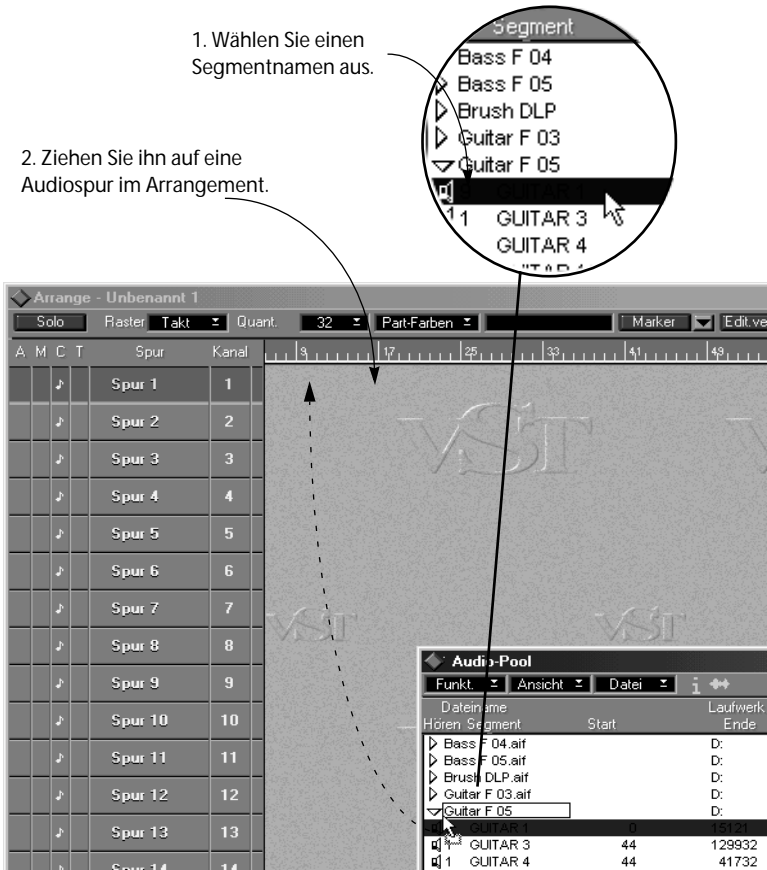 1. Wählen Sie einen
Segmentnamen aus.
2. Ziehen Sie ihn auf eine
Audiospur im Arrangement.
Segment
Bass F 04
Bass F 05
Brush DLP
Guitar F 03
Guitar F 05
GUITAR 1
1 GUITAR 3
GUITAR 4
Arrange - Unbenannt 1
Solo Raster Takt Quant. 32 Part-Farben Marker Edit.ve
A M C T Spur Kanal 9 17 25 33 41 49
Spur 1 1
Spur 2 2
Spur 3 3
Spur 4 4
Spur 5 5
Spur 6 6
Spur 7 7
Spur 8 8
Spur 9 9
Spur 10 10
Spur 11 11
Spur 12 12
Spur 13 13
Spur 14 14
VST
VST
VST
Audio-Pool
Funkt. Ansicht Datei
Dateiname Laufwerk
Hören Segment Start Ende
Bass F 04.aif D:
Bass F 05.aif D:
Brush DLP.aif D:
Guitar F 03.aif D:
Guitar F 05 D:
GUITAR 1 0 15121
GUITAR 3 44 129932
1 GUITAR 4 44 41732